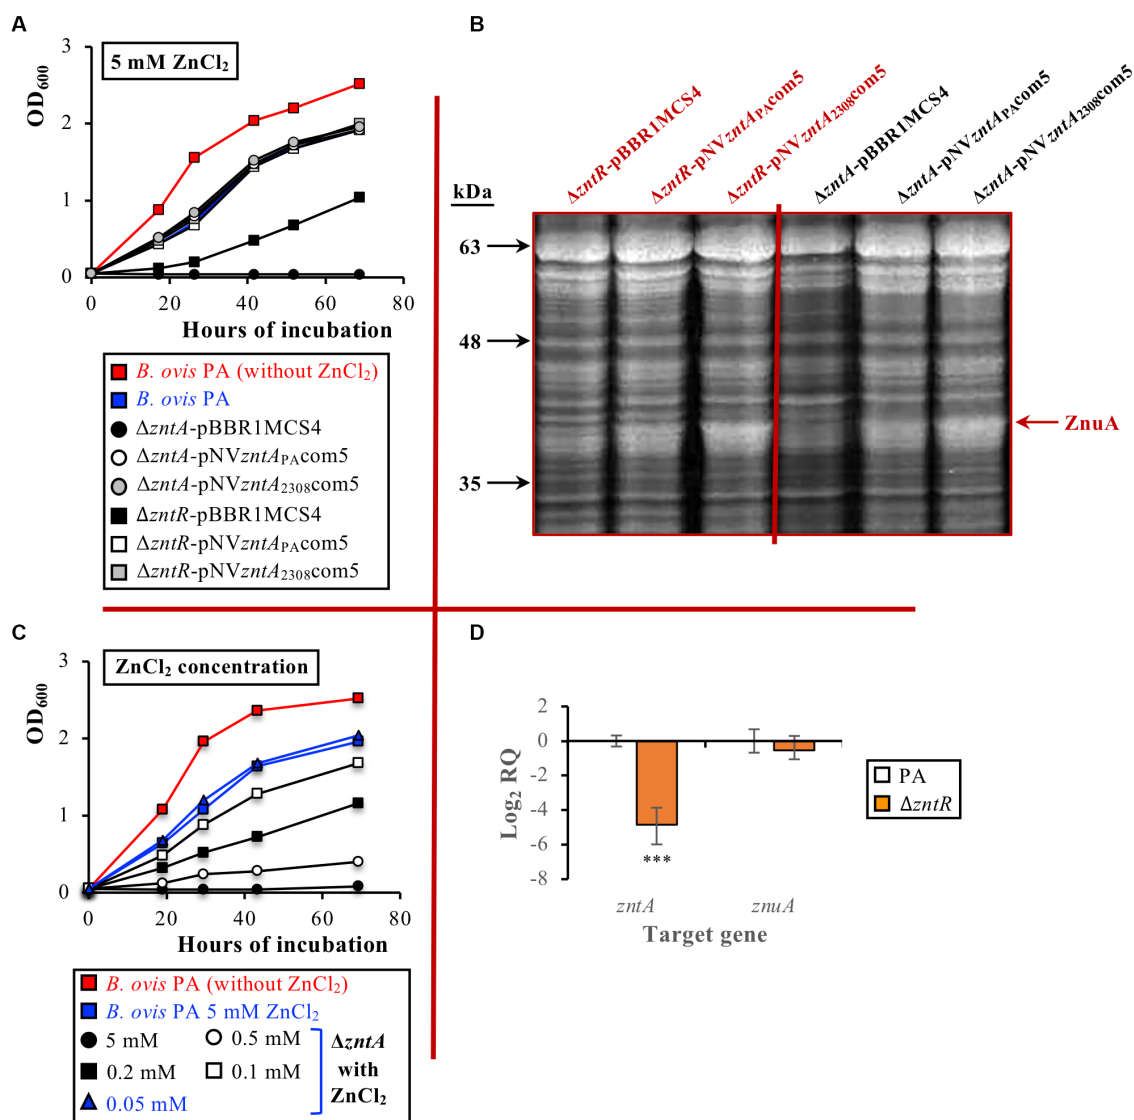 A
5 mM ZnCl₂
OD₆₀₀
3
2
1
0
0 20 40 60 80
Hours of incubation
B. ovis PA (without ZnCl₂)
B. ovis PA
ΔzntA-pBBR1MCS4
ΔzntA-pNVzntA_PAcom5
ΔzntA-pNVzntA₂₃₀₈com5
ΔzntR-pBBR1MCS4
ΔzntR-pNVzntA_PAcom5
ΔzntR-pNVzntA₂₃₀₈com5
B
ΔzntR-pBBR1MCS4
ΔzntR-pNVzntA_PAcom5
ΔzntR-pNVzntA₂₃₀₈com5
ΔzntA-pBBR1MCS4
ΔzntA-pNVzntA_PAcom5
ΔzntA-pNVzntA₂₃₀₈com5
kDa
63
48
35
ZnuA
C
ZnCl₂ concentration
OD₆₀₀
3
2
1
0
0 20 40 60 80
Hours of incubation
B. ovis PA (without ZnCl₂)
B. ovis PA 5 mM ZnCl₂
5 mM 0.5 mM
0.2 mM 0.1 mM
0.05 mM
ΔzntA
with
ZnCl₂
D
Log₂ RQ
2
0
-2
-4
-6
-8
***
zntA znuA
Target gene
PA
ΔzntR